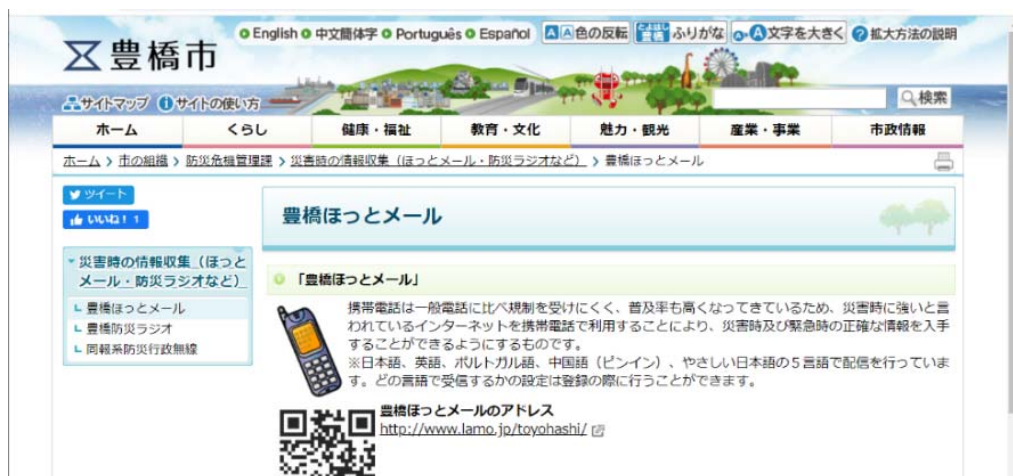 豊橋市
English 中文簡体字 Português Español 色の反転 ふりがな 文字を大きく 拡大方法の説明
サイトマップ サイトの使い方
検索
ホーム くらし 健康・福祉 教育・文化 魅力・観光 産業・事業 市政情報
ホーム > 市の組織 > 防災危機管理課 > 災害時の情報収集（ほっとメール・防災ラジオなど） > 豊橋ほっとメール
ツイート
いいね！ 1
災害時の情報収集（ほっと
メール・防災ラジオなど）
豊橋ほっとメール
豊橋防災ラジオ
同報系防災行政無線
豊橋ほっとメール
「豊橋ほっとメール」
携帯電話は一般電話に比べ規制を受けにくく、普及率も高くなってきているため、災害時に強いと言
われているインターネットを携帯電話で利用することにより、災害時及び緊急時の正確な情報を入手
することができるようにするものです。
※日本語、英語、ポルトガル語、中国語（ピンイン）、やさしい日本語の５言語で配信を行っていま
す。どの言語で受信するかの設定は登録の際に行うことができます。
豊橋ほっとメールのアドレス
http://www.lamo.jp/toyohashi/